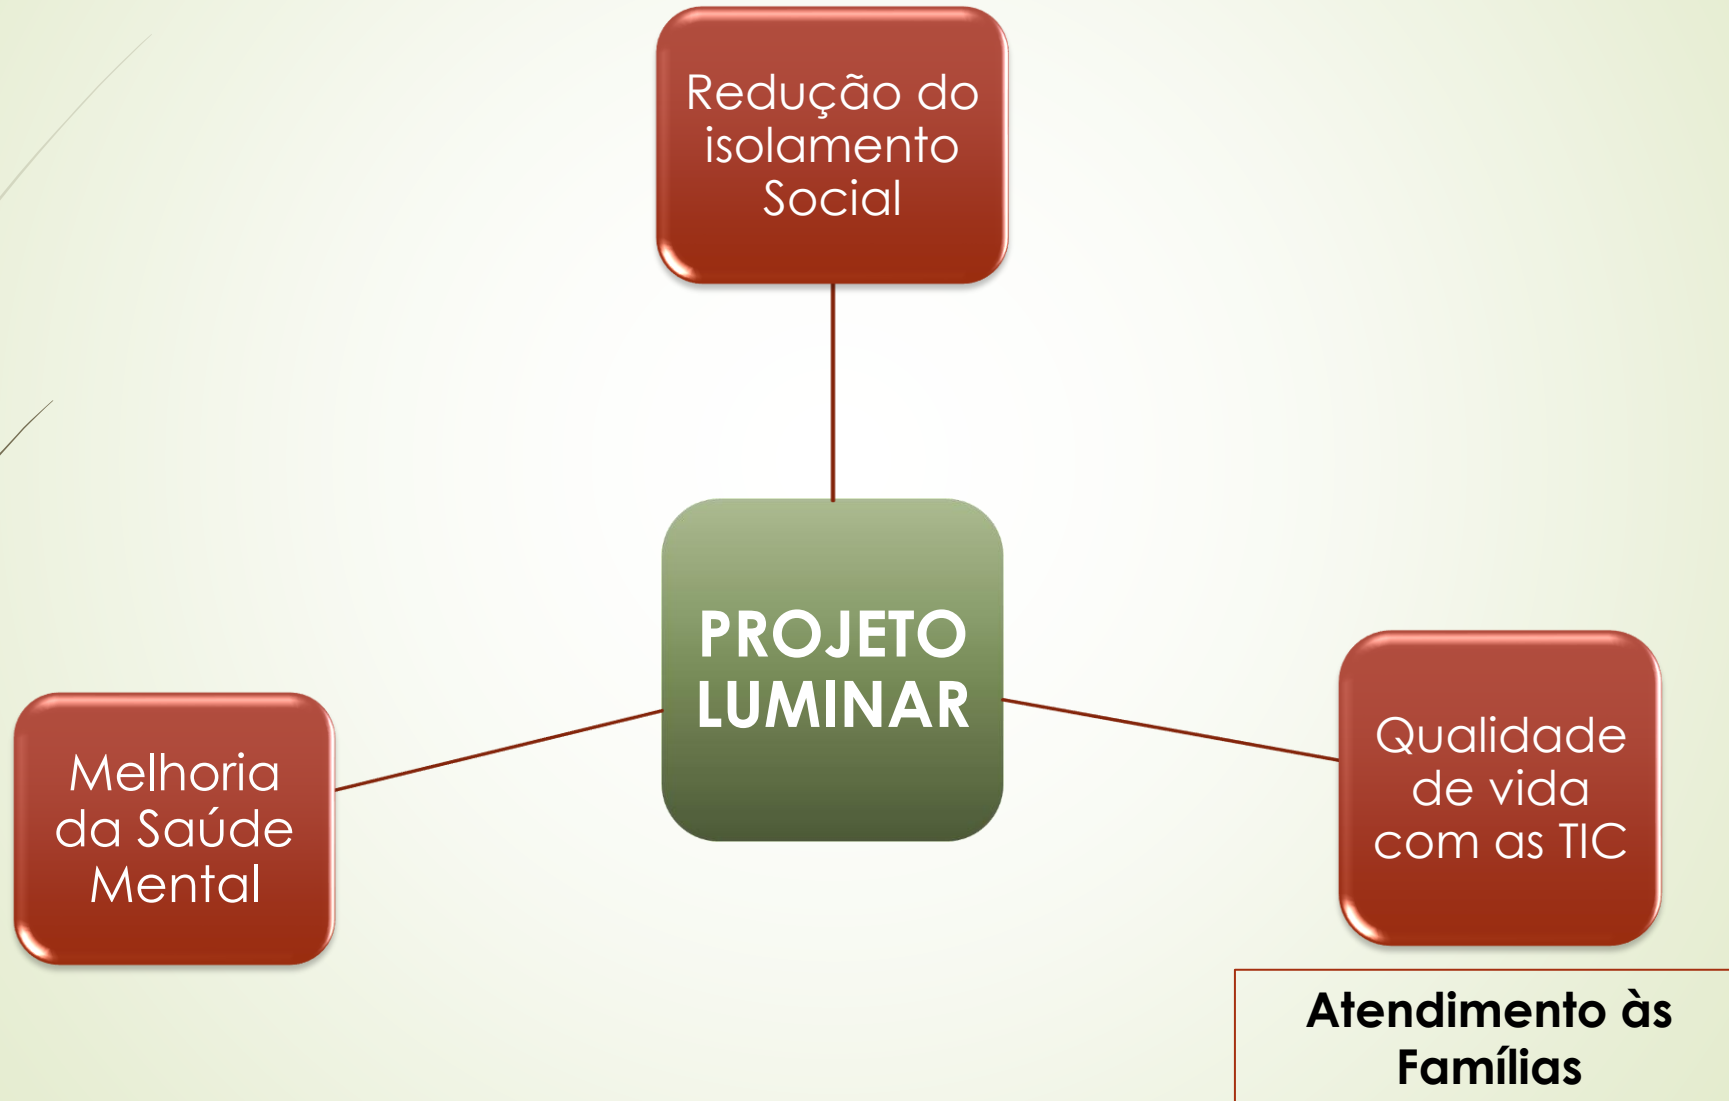 Redução do
isolamento
Social
PROJETO
LUMINAR
Melhoria
da Saúde
Mental
Qualidade
de vida
com as TIC
Atendimento às
Famílias